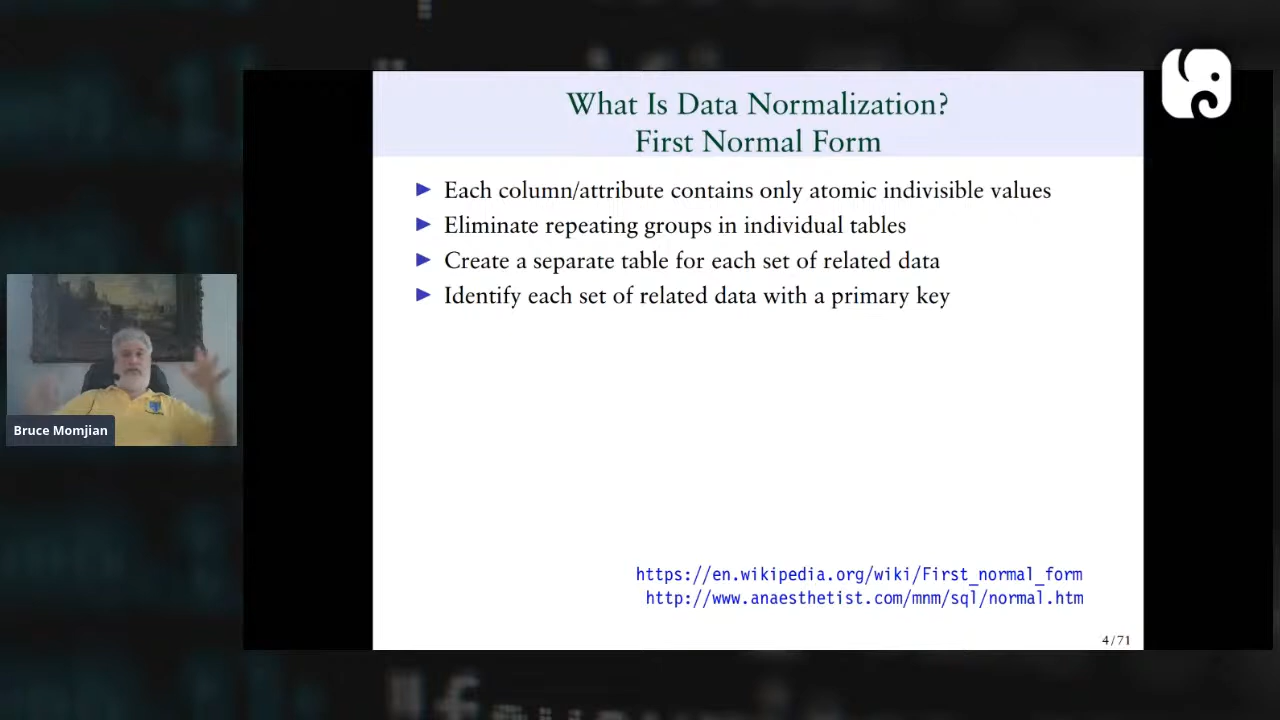 What Is Data Normalization?
First Normal Form
▶ Each column/attribute contains only atomic indivisible values
▶ Eliminate repeating groups in individual tables
▶ Create a separate table for each set of related data
▶ Identify each set of related data with a primary key
Bruce Momjian
https://en.wikipedia.org/wiki/First_normal_form
http://www.anaesthetist.com/mnm/sql/normal.htm
4/71